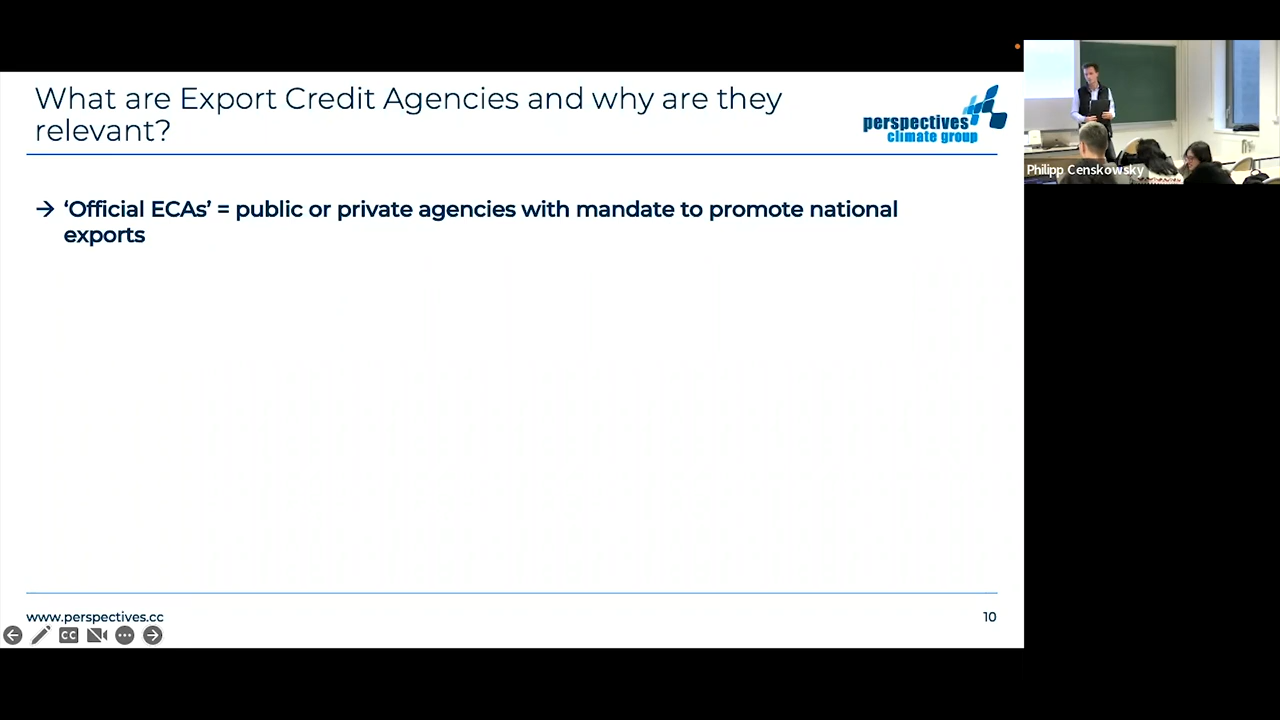 What are Export Credit Agencies and why are they
relevant?
perspectives
climate group
→ ‘Official ECAs’ = public or private agencies with mandate to promote national
exports
www.perspectives.cc
10
CC
Philipp Censkowsky